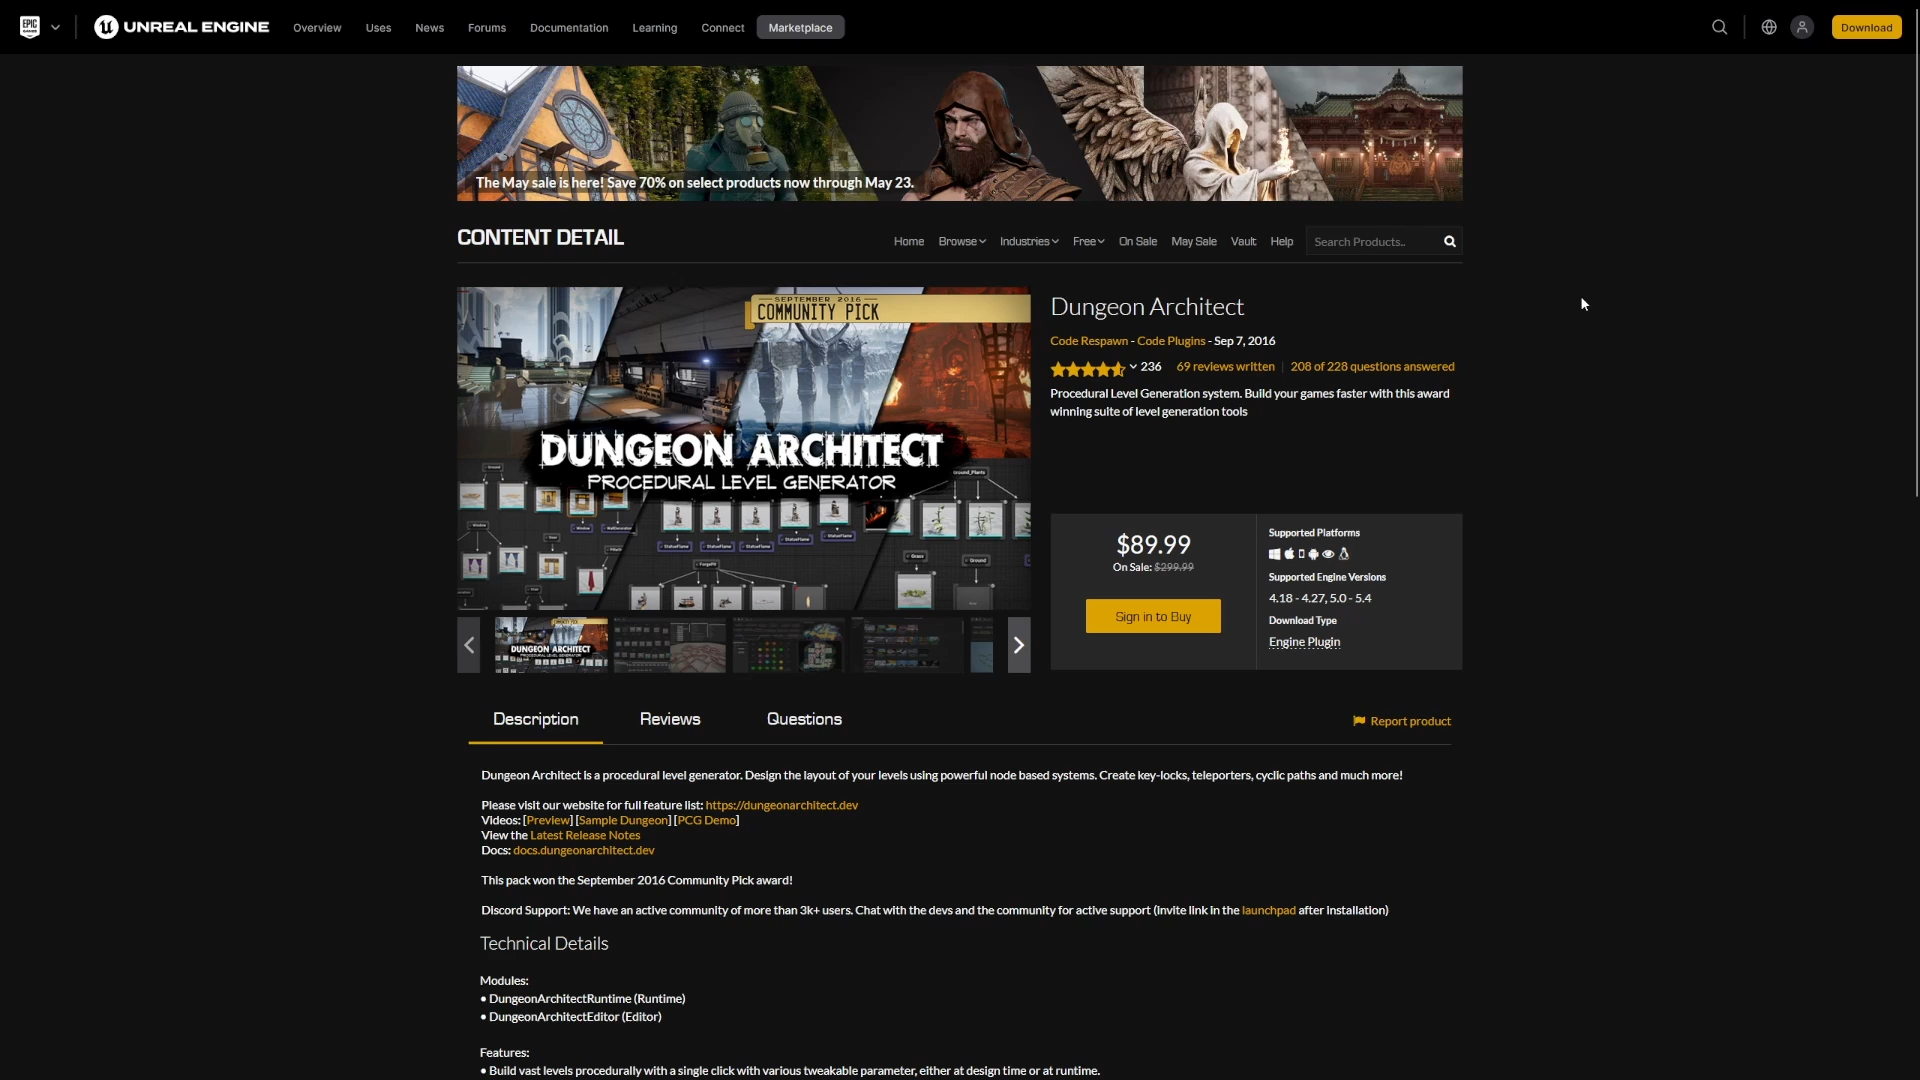 EPIC GAMES
UNREAL ENGINE
Overview
Uses
News
Forums
Documentation
Learning
Connect
Marketplace
Download
The May sale is here! Save 70% on select products now through May 23.
CONTENT DETAIL
Home
Browse
Industries
Free
On Sale
May Sale
Vault
Help
Search Products..
SEPTEMBER 2016
COMMUNITY PICK
DUNGEON ARCHITECT
PROCEDURAL LEVEL GENERATOR
Dungeon Architect
Code Respawn - Code Plugins - Sep 7, 2016
236 69 reviews written | 208 of 228 questions answered
Procedural Level Generation system. Build your games faster with this award
winning suite of level generation tools
$89.99
On Sale: $299.99
Sign in to Buy
Supported Platforms
Supported Engine Versions
4.18 - 4.27, 5.0 - 5.4
Download Type
Engine Plugin
DUNGEON ARCHITECT
Description
Reviews
Questions
Report product
Dungeon Architect is a procedural level generator. Design the layout of your levels using powerful node based systems. Create key-locks, teleporters, cyclic paths and much more!
Please visit our website for full feature list: https://dungeonarchitect.dev
Videos: [Preview] [Sample Dungeon] [PCG Demo]
View the Latest Release Notes
Docs: docs.dungeonarchitect.dev
This pack won the September 2016 Community Pick award!
Discord Support: We have an active community of more than 3k+ users. Chat with the devs and the community for active support (invite link in the launchpad after installation)
Technical Details
Modules:
• DungeonArchitectRuntime (Runtime)
• DungeonArchitectEditor (Editor)
Features:
• Build vast levels procedurally with a single click with various tweakable parameter, either at design time or at runtime.